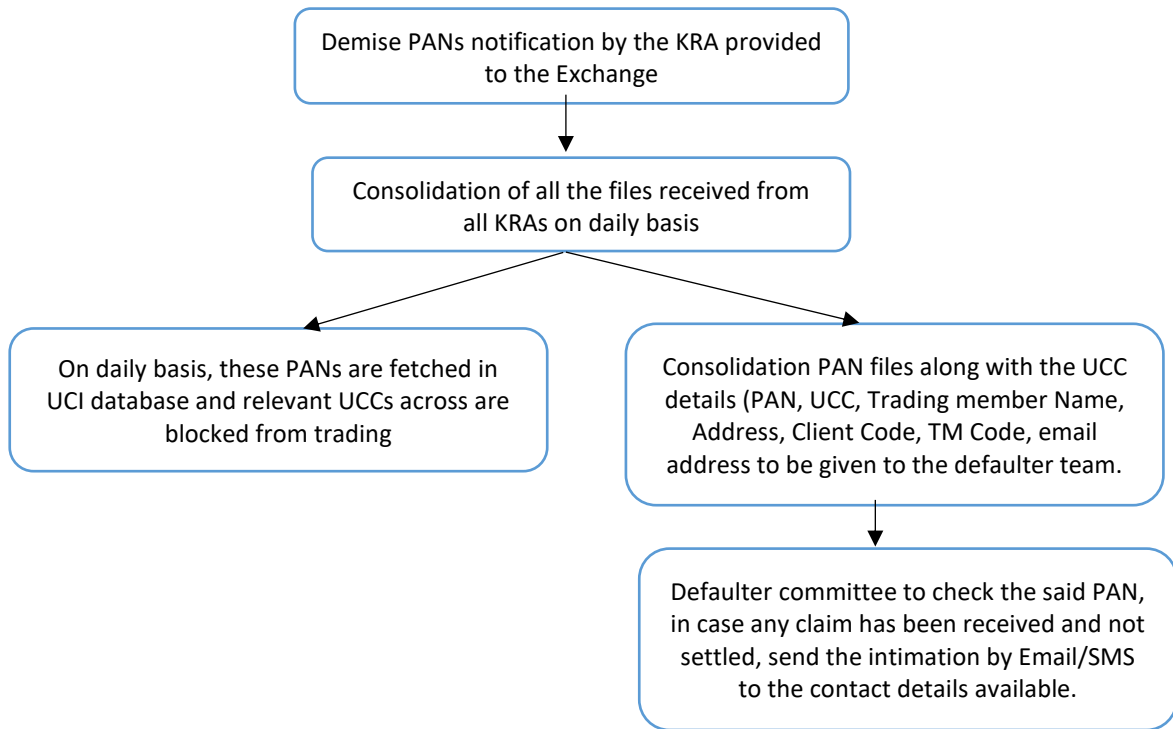 Demise PANs notification by the KRA provided
to the Exchange
Consolidation of all the files received from
all KRAs on daily basis
On daily basis, these PANs are fetched in
UCI database and relevant UCCs across are
blocked from trading
Consolidation PAN files along with the UCC
details (PAN, UCC, Trading member Name,
Address, Client Code, TM Code, email
address to be given to the defaulter team.
Defaulter committee to check the said PAN,
in case any claim has been received and not
settled, send the intimation by Email/SMS
to the contact details available.